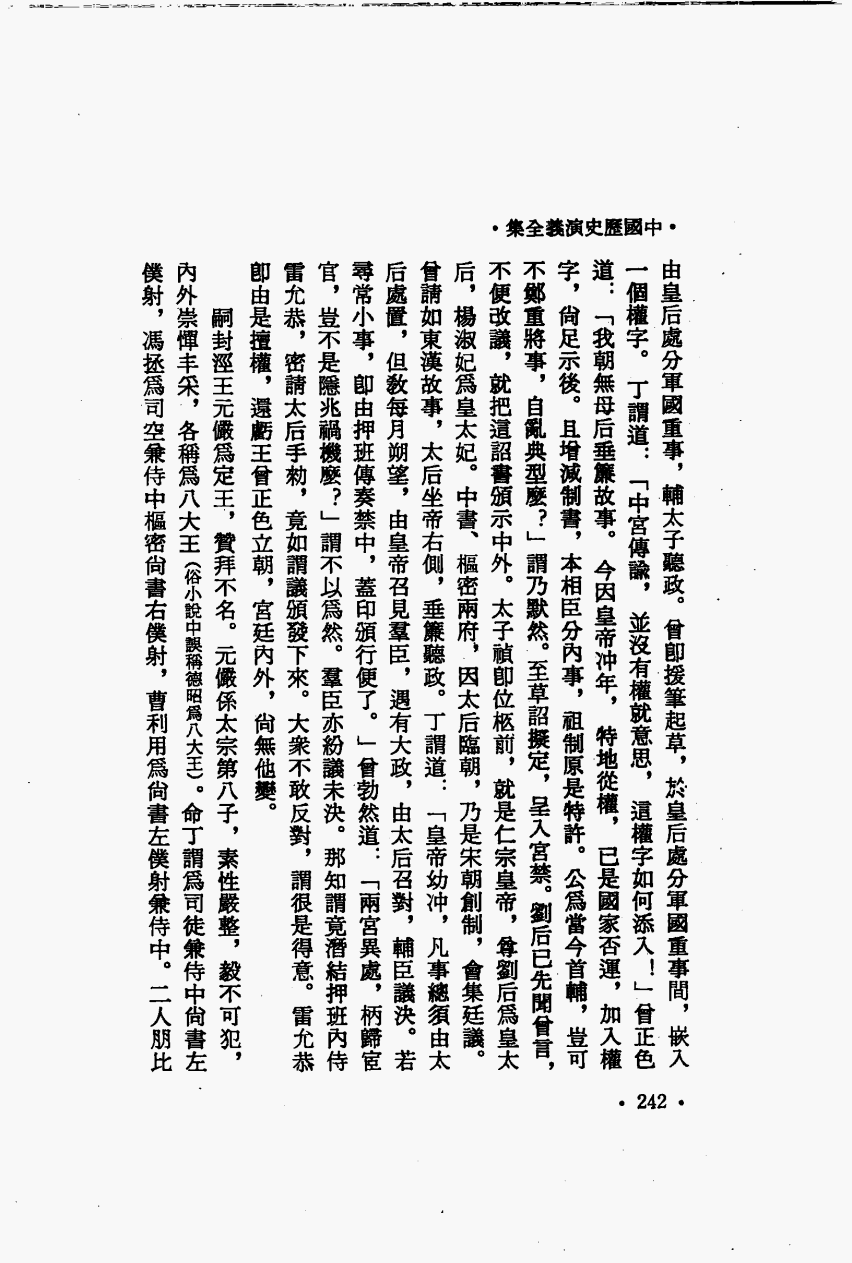 •中國歷史演義全集•
由皇后處分軍國重事，輔太子聽政。曾卽援筆起草，於皇后處分軍國重事間，嵌入
一個權字。丁謂道：「中宮傳諭，並沒有權就意思，這權字如何添入！」曾正色
道：「我朝無母后垂簾故事。今因皇帝冲年，特地從權，已是國家否運，加入權
字，尙足示後。且增減制書，本相臣分內事，祖制原是特許。公爲當今首輔，豈可
不鄭重將事，自亂典型麼？」謂乃默然。至草詔擬定，呈入宮禁。劉后已先聞曾言，
不便改議，就把這詔書頒示中外。太子禎卽位柩前，就是仁宗皇帝，尊劉后爲皇太
后，楊淑妃爲皇太妃。中書、樞密兩府，因太后臨朝，乃是宋朝創制，會集廷議。
曾請如東漢故事，太后坐帝右側，垂簾聽政。丁謂道：「皇帝幼冲，凡事總須由太
后處置，但敎每月朔望，由皇帝召見羣臣，遇有大政，由太后召對，輔臣議決。若
尋常小事，卽由押班傳奏禁中，蓋印頒行便了。」曾勃然道：「兩宮異處，柄歸宦
官，豈不是隱兆禍機麼？」謂不以爲然。羣臣亦紛議未決。那知謂竟潛結押班內侍
雷允恭，密請太后手勑，竟如謂議頒發下來。大衆不敢反對，謂很是得意。雷允恭
卽由是擅權，還虧王曾正色立朝，宮廷內外，尙無他變。
嗣封涇王元儼爲定王，贊拜不名。元儼係太宗第八子，素性嚴整，毅不可犯，
內外崇憚丰采，各稱爲八大王（俗小說中誤稱德昭爲八大王）。命丁謂爲司徒兼侍中尙書左
僕射，馮拯爲司空兼侍中樞密尙書右僕射，曹利用爲尙書左僕射兼侍中。二人朋比
•242•